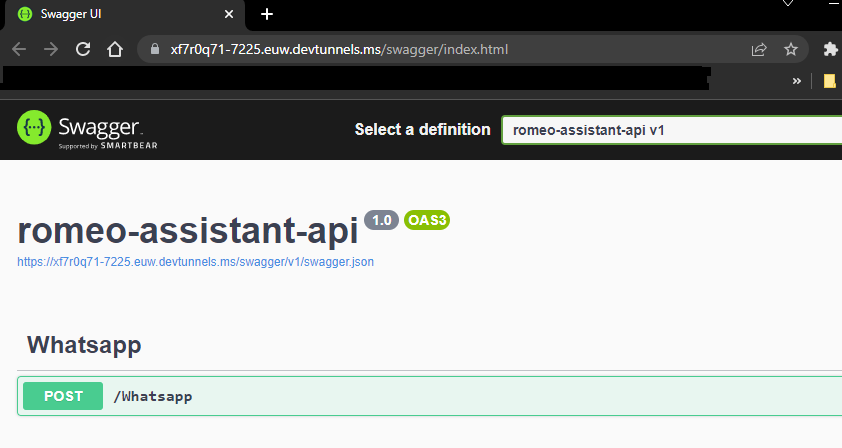 Swagger UI
xf7r0q71-7225.euw.devtunnels.ms/swagger/index.html
»
{···} Swagger
Supported by SMARTBEAR
Select a definition
romeo-assistant-api v1
romeo-assistant-api 1.0 OAS3
https://xf7r0q71-7225.euw.devtunnels.ms/swagger/v1/swagger.json
Whatsapp
POST /Whatsapp